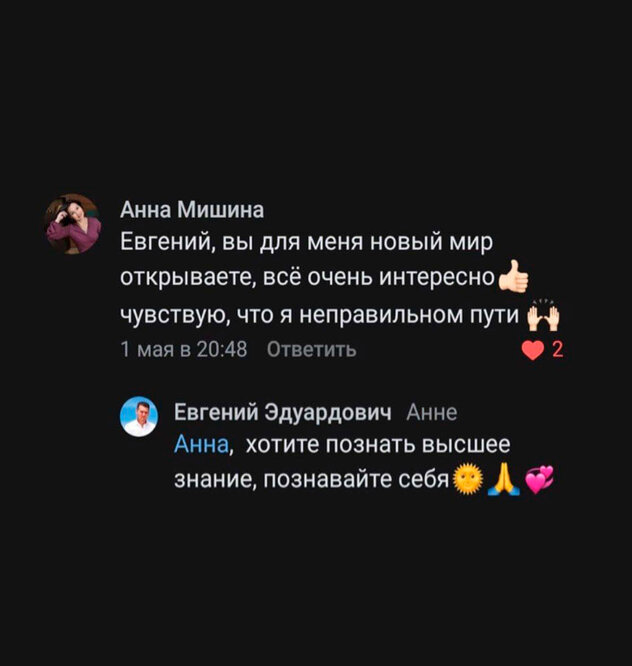 Анна Мишина
Евгений, вы для меня новый мир
открываете, всё очень интересно👍🏻
чувствую, что я неправильном пути 🙌🏻
1 мая в 20:48 Ответить ❤️ 2
Евгений Эдуардович Анне
Анна, хотите познать высшее
знание, познавайте себя🌞🙏💞